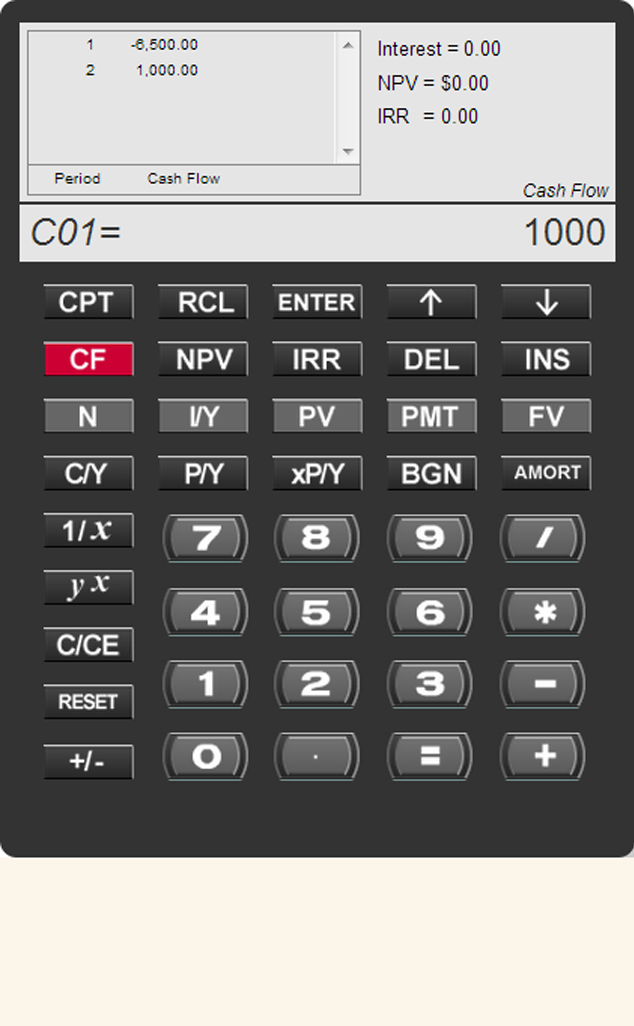 1 -6,500.00
2 1,000.00
Period Cash Flow
Interest = 0.00
NPV = $0.00
IRR = 0.00
Cash Flow
C01= 1000
CPT RCL ENTER ↑ ↓
CF NPV IRR DEL INS
N I/Y PV PMT FV
C/Y P/Y xP/Y BGN AMORT
1/x 7 8 9 /
y x 4 5 6 *
C/CE 1 2 3 -
RESET
+/- 0 . = +